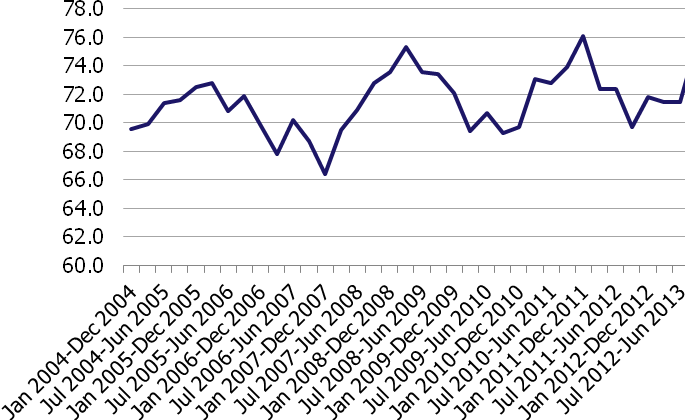 78.0
76.0
74.0
72.0
70.0
68.0
66.0
64.0
62.0
60.0
Jan 2004-Dec 2004
Jul 2004-Jun 2005
Jan 2005-Dec 2005
Jul 2005-Jun 2006
Jan 2006-Dec 2006
Jul 2006-Jun 2007
Jan 2007-Dec 2007
Jul 2007-Jun 2008
Jan 2008-Dec 2008
Jul 2008-Jun 2009
Jan 2009-Dec 2009
Jul 2009-Jun 2010
Jan 2010-Dec 2010
Jul 2010-Jun 2011
Jan 2011-Dec 2011
Jul 2011-Jun 2012
Jan 2012-Dec 2012
Jul 2012-Jun 2013